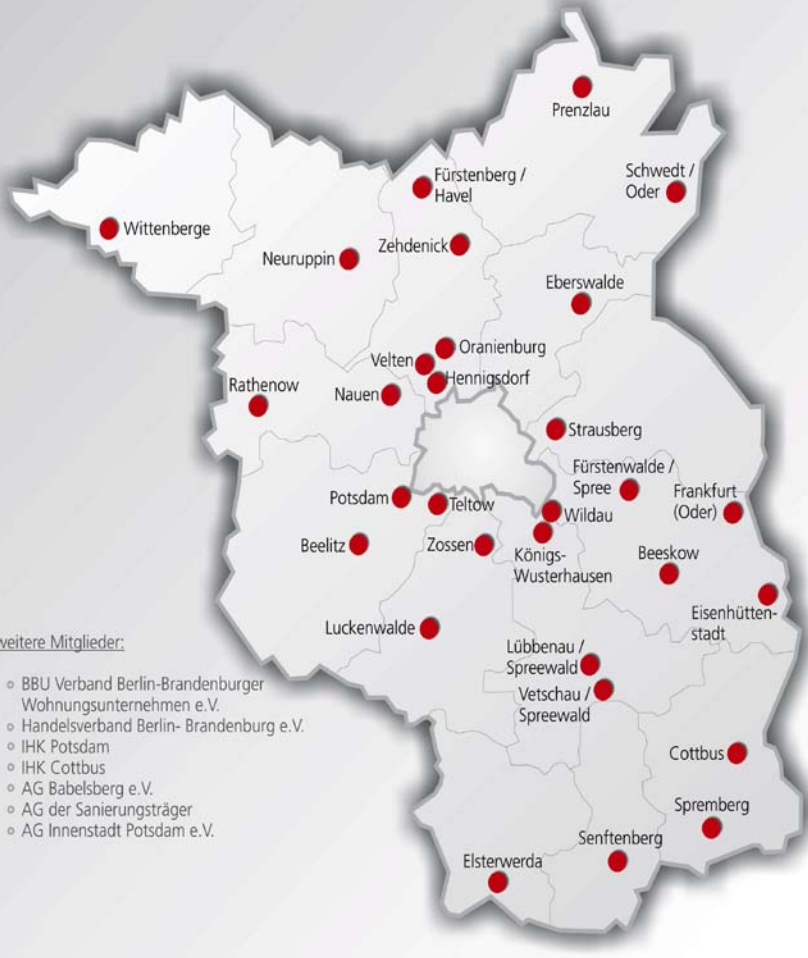 Prenzlau
Schwedt /
Oder
Fürstenberg /
Havel
Wittenberge
Zehdenick
Neuruppin
Eberswalde
Oranienburg
Velten
Hennigsdorf
Rathenow
Nauen
Strausberg
Fürstenwalde /
Spree
Frankfurt
(Oder)
Potsdam
Teltow
Wildau
Beelitz
Zossen
Königs-
Wusterhausen
Beeskow
Eisenhütten-
stadt
Luckenwalde
Lübbenau /
Spreewald
Vetschau /
Spreewald
weitere Mitglieder:
BBU Verband Berlin-Brandenburger
Wohnungsunternehmen e.V.
Handelsverband Berlin- Brandenburg e.V.
IHK Potsdam
IHK Cottbus
AG Babelsberg e.V.
AG der Sanierungsträger
AG Innenstadt Potsdam e.V.
Cottbus
Spremberg
Senftenberg
Elsterwerda